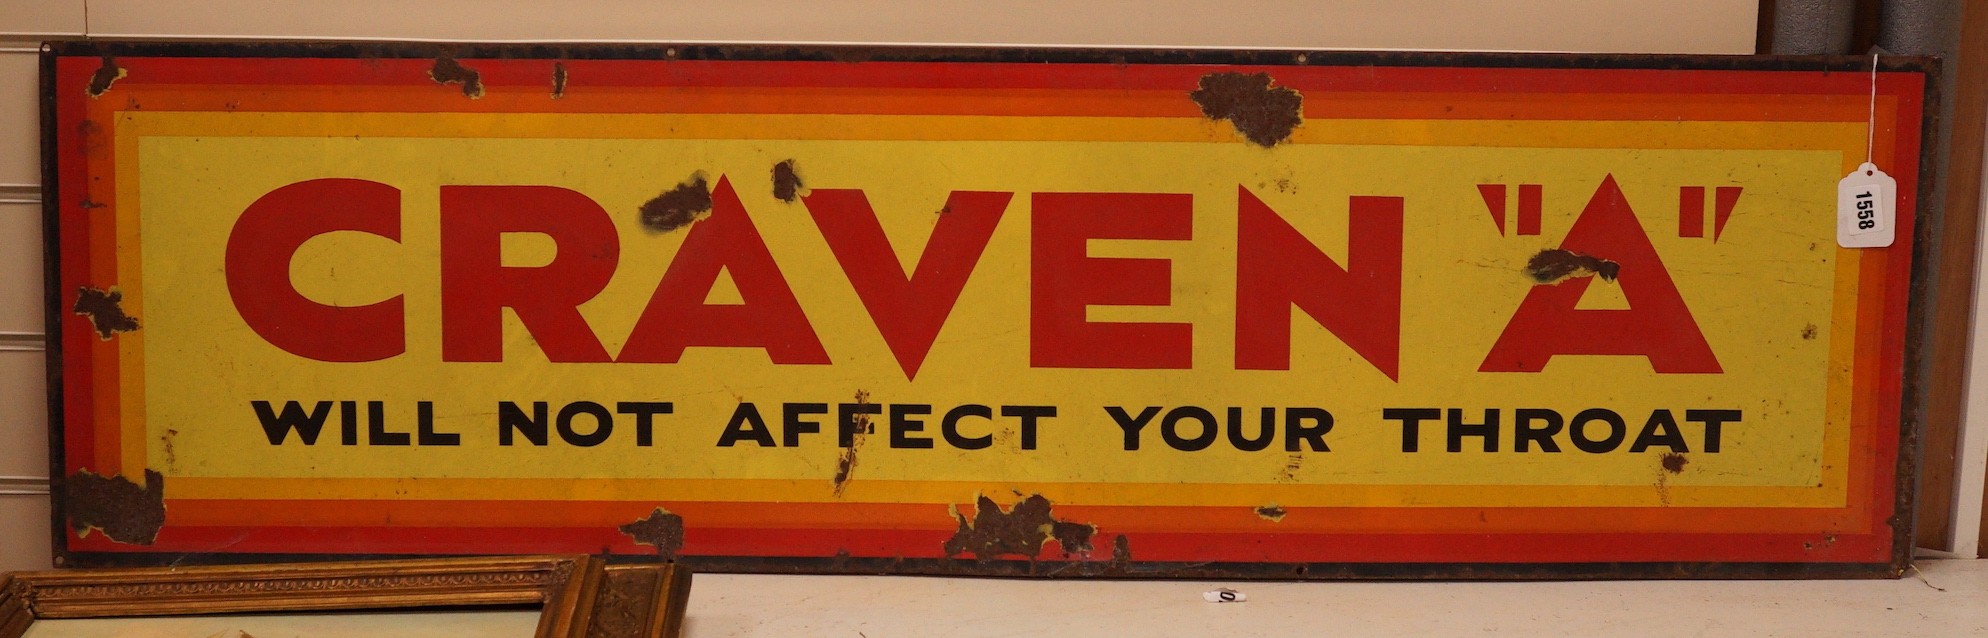 CRAVEN "A"
WILL NOT AFFECT YOUR THROAT
1558